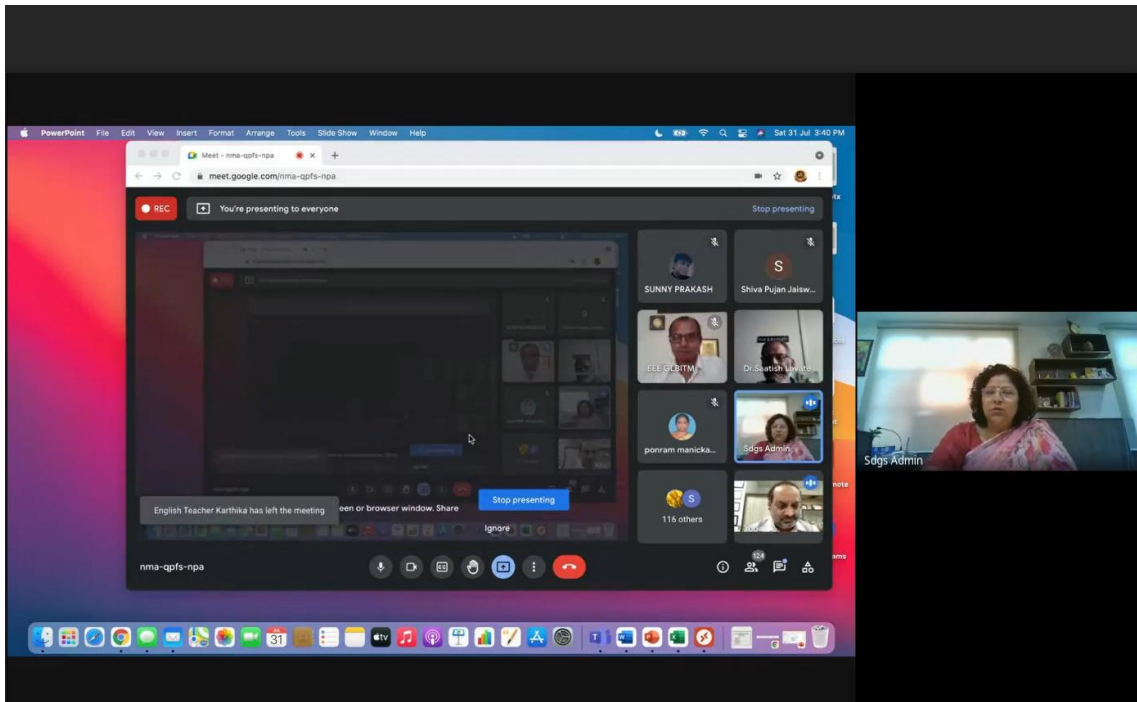 PowerPoint File Edit View Insert Format Arrange Tools Slide Show Window Help Sat 31 Jul 3:40 PM
Meet - nma-qpfs-npa
meet.google.com/nma-qpfs-npa
REC You're presenting to everyone Stop presenting
SUNNY PRAKASH
S
Shiva Pujan Jaisw...
EEE GLBITM
Dr.Saatish
ponram manicka...
Sdgs Admin
S
116 others
English Teacher Karthika has left the meeting
een or browser window. Share
Stop presenting
Ignore
nma-qpfs-npa
124
31
tv
Sdgs Admin